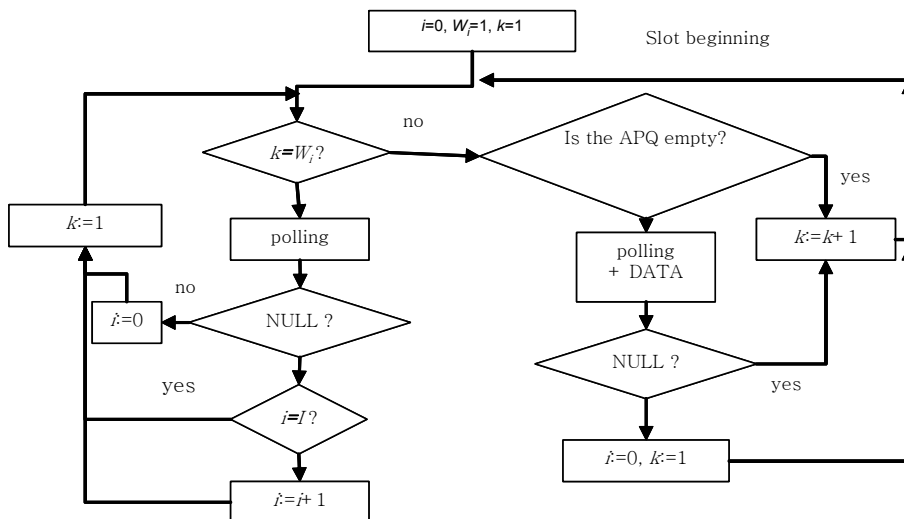 i=0, Wi=1, k=1
Slot beginning
no
k=Wi?
Is the APQ empty?
yes
k:=1
polling
polling
+ DATA
k:=k+1
no
i:=0
NULL ?
NULL ?
yes
yes
i=I?
i:=0, k:=1
i:=i+1